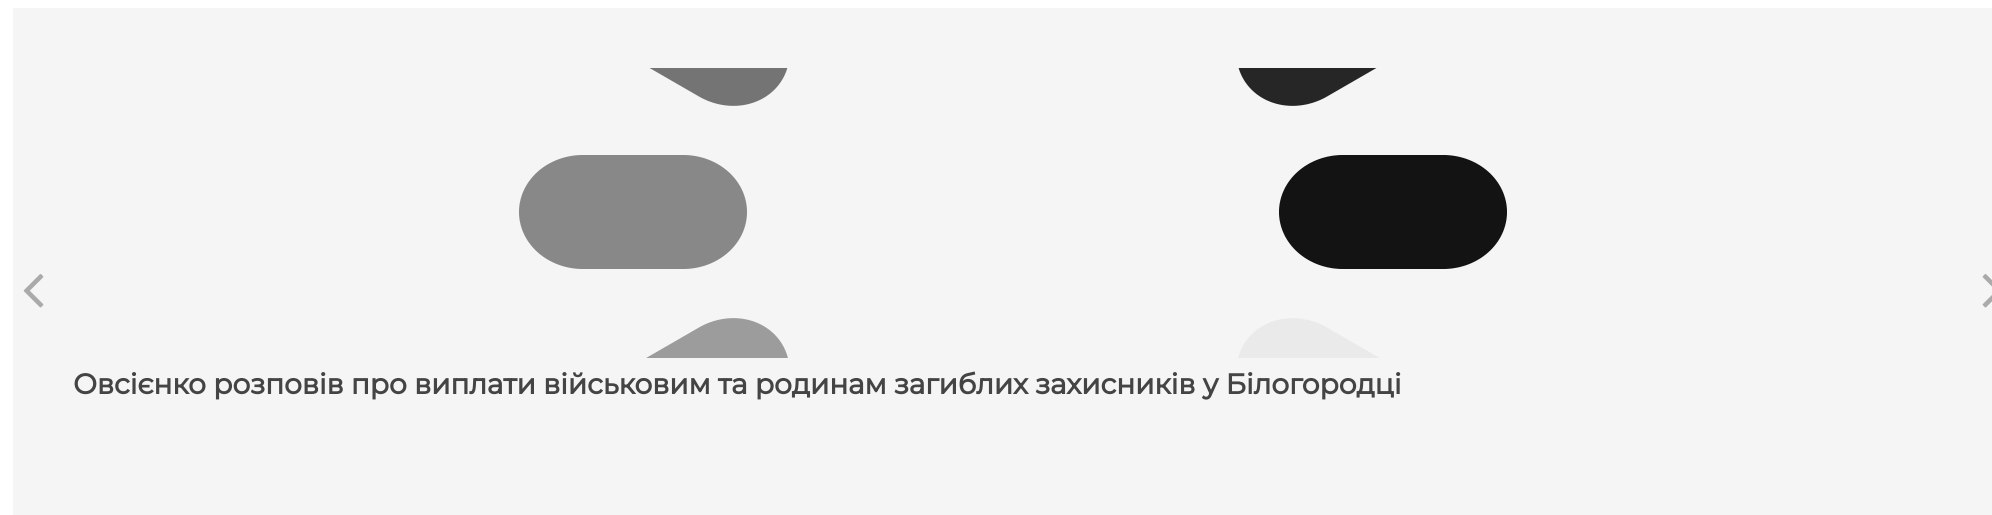 Овсієнко розповів про виплати військовим та родинам загиблих захисників у Білогородці